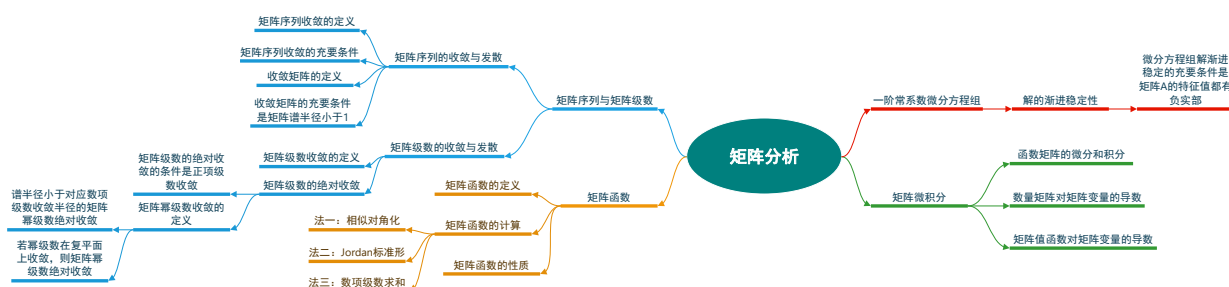 矩阵序列收敛的定义
矩阵序列收敛的充要条件
收敛矩阵的定义
收敛矩阵的充要条件
是矩阵谱半径小于1
矩阵序列的收敛与发散
矩阵序列与矩阵级数
矩阵级数的收敛与发散
矩阵级数收敛的定义
矩阵级数的绝对收敛
矩阵级数的绝对收
敛的条件是正项级
数收敛
矩阵幂级数收敛的
定义
谱半径小于对应数项
级数收敛半径的矩阵
幂级数绝对收敛
若幂级数在复平面
上收敛，则矩阵幂
级数绝对收敛
矩阵函数
矩阵函数的定义
矩阵函数的计算
法一：相似对角化
法二：Jordan标准形
法三：数项级数求和
矩阵函数的性质
矩阵分析
一阶常系数微分方程组
解的渐进稳定性
微分方程组解渐进
稳定的充要条件是
矩阵A的特征值都有
负实部
矩阵微积分
函数矩阵的微分和积分
数量矩阵对矩阵变量的导数
矩阵值函数对矩阵变量的导数